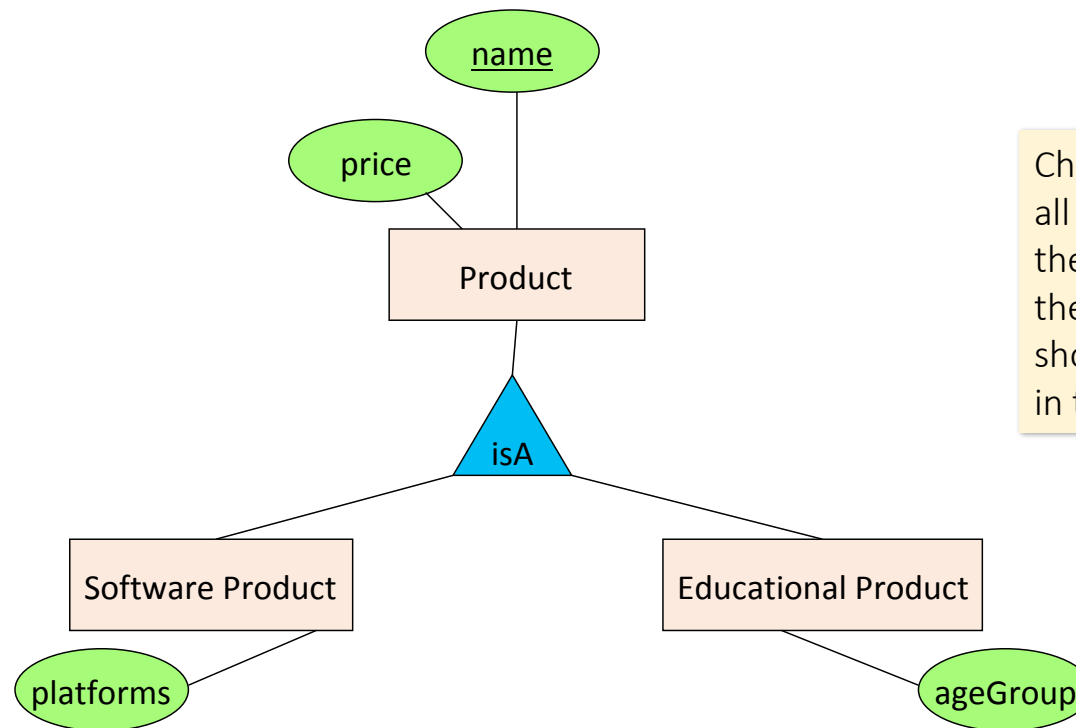 name
price
Product
Ch
all
the
the
sho
in t
isA
Software Product
Educational Product
platforms
ageGroup